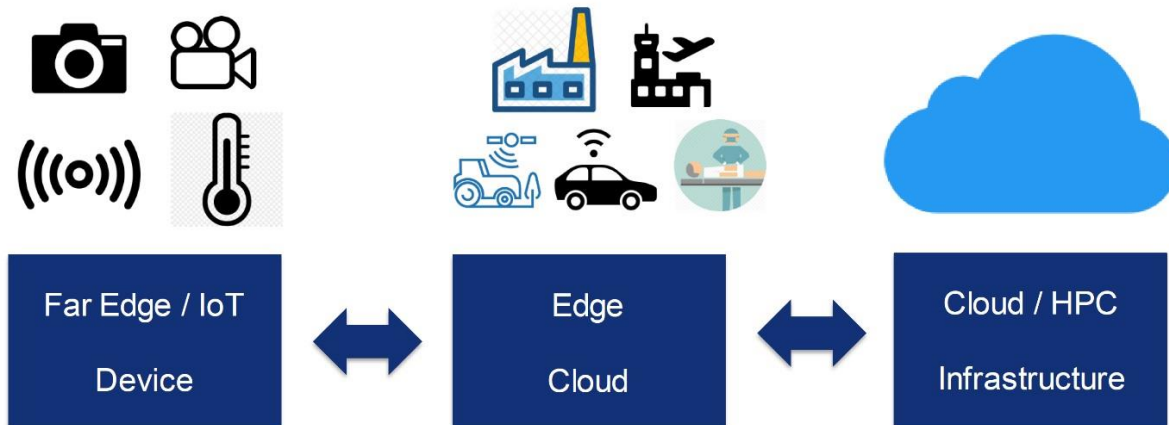 Far Edge / IoT
Device
Edge
Cloud
Cloud / HPC
Infrastructure